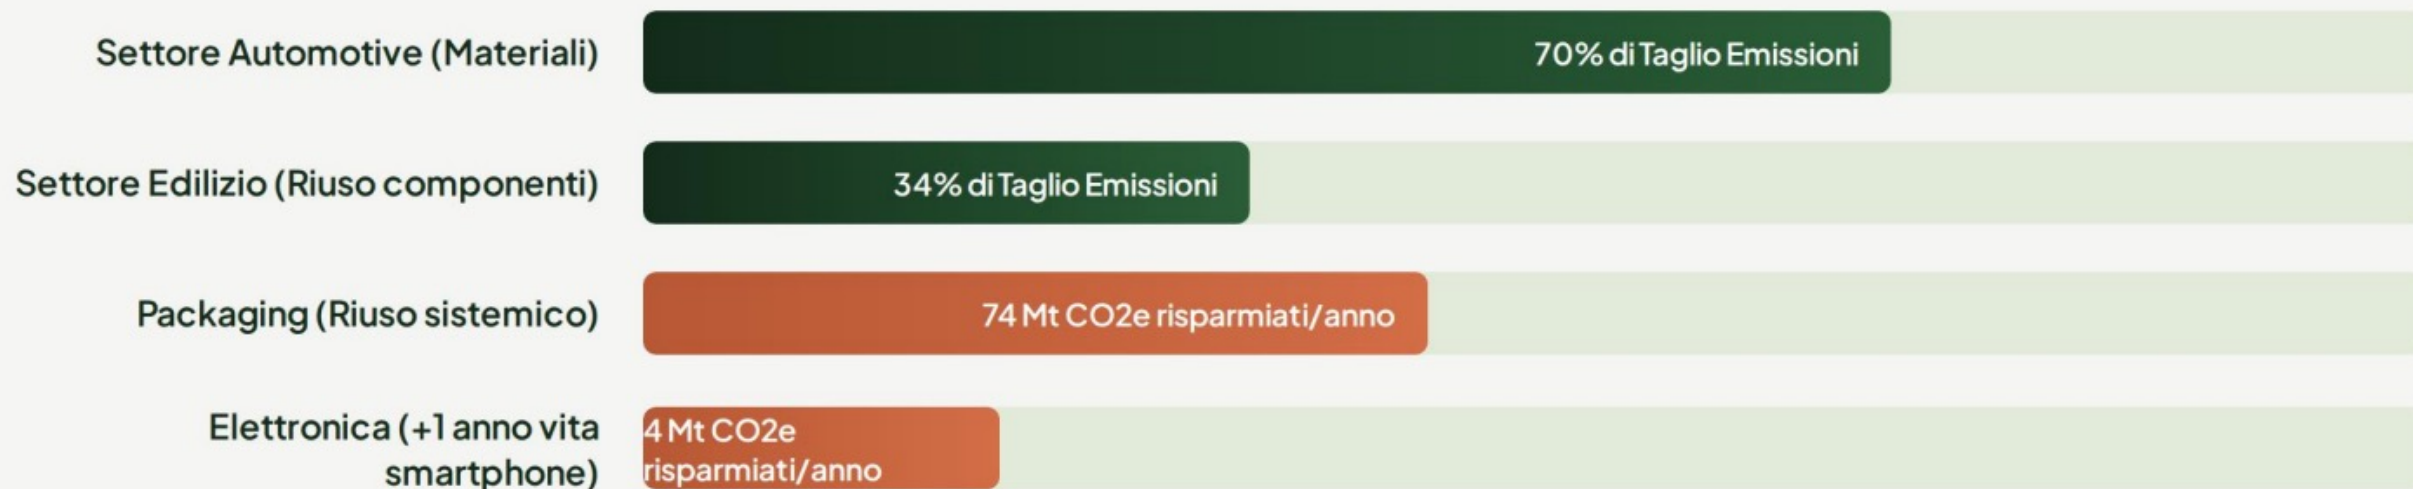 Settore Automotive (Materiali)
70% di Taglio Emissioni
Settore Edilizio (Riuso componenti)
34% di Taglio Emissioni
Packaging (Riuso sistemico)
74 Mt CO2e risparmiati/anno
Elettronica (+1 anno vita
smartphone)
4 Mt CO2e
risparmiati/anno